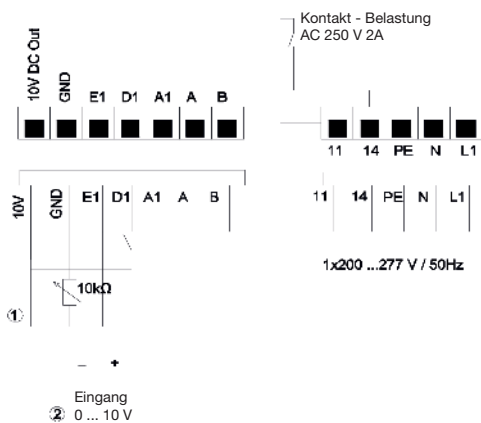 Kontakt - Belastung
AC 250 V 2A
10V DC Out GND E1 D1 A1 A B
11 14 PE N L1
10V GND E1 D1 A1 A B
11 14 PE N L1
1x200 ...277 V / 50Hz
10kΩ
1
– +
Eingang
2 0 ... 10 V